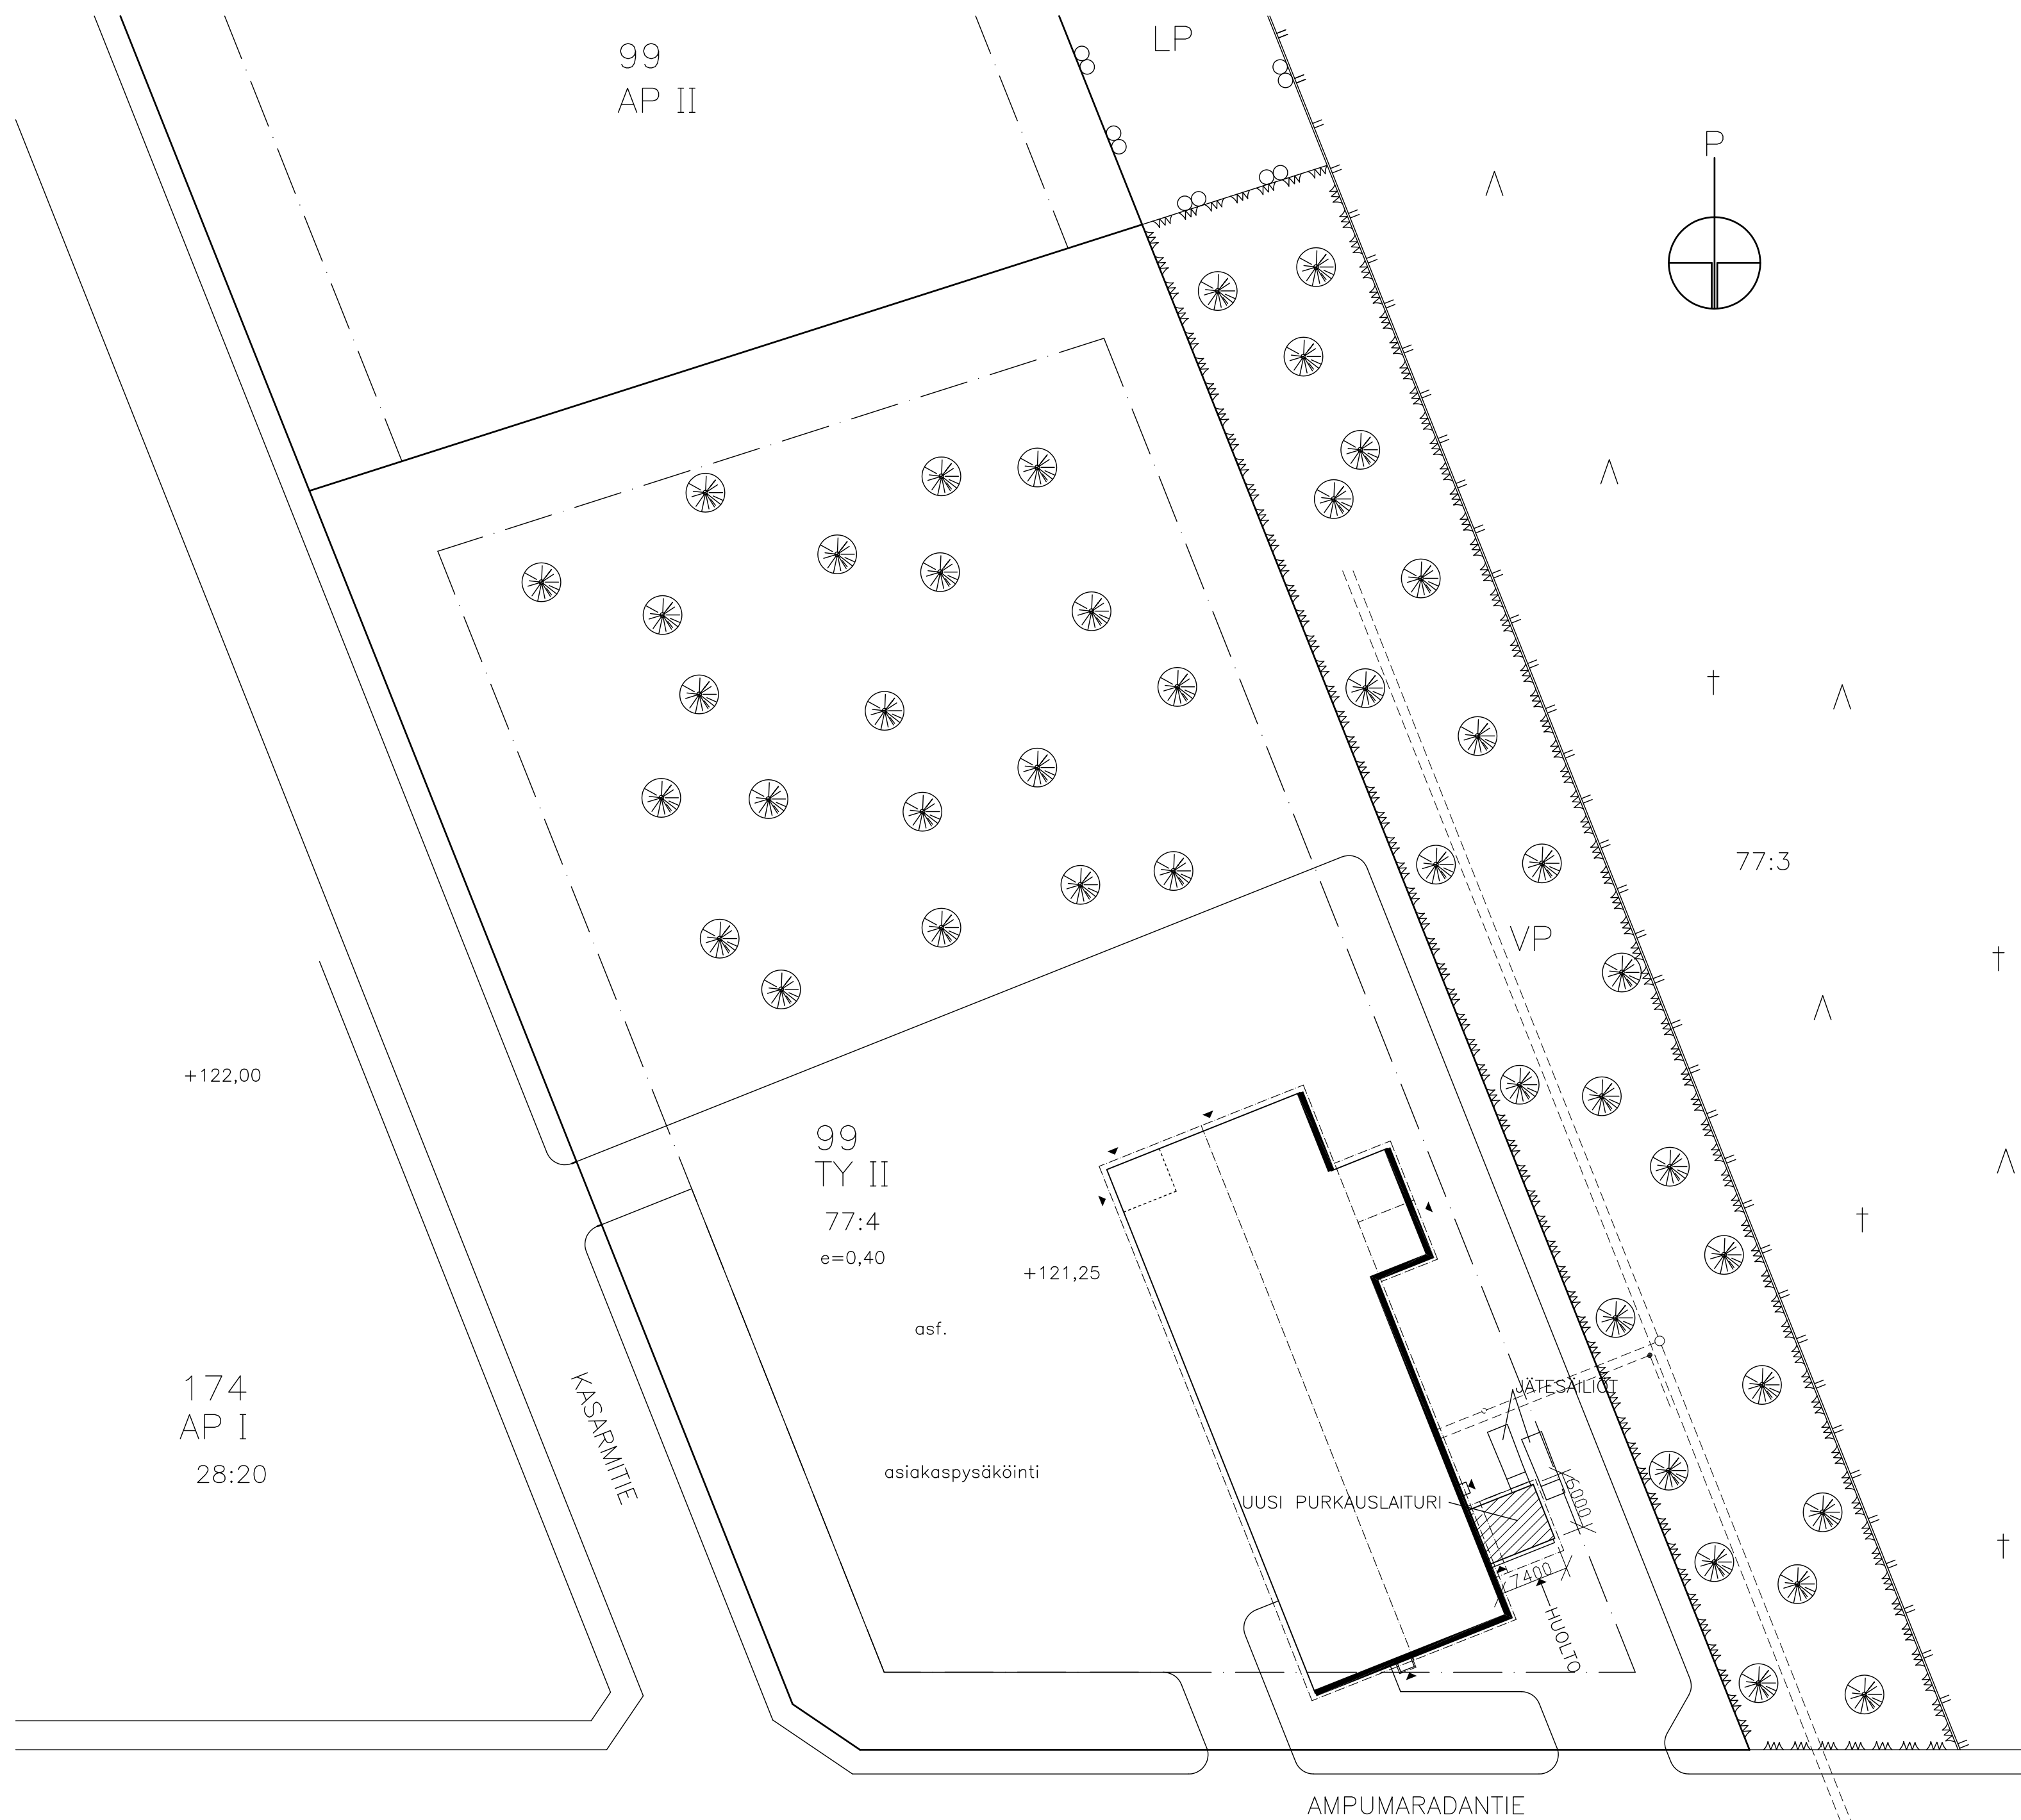 99
AP II
LP
P
77:3
VP
+122,00
99
TY II
77:4
e=0,40
+121,25
asf.
174
AP I
28:20
KASARMITIE
JÄTESÄILIÖT
asiakaspysäköinti
UUSI PURKAUSLAITURI
6000
7400
HUOLTO
AMPUMARADANTIE